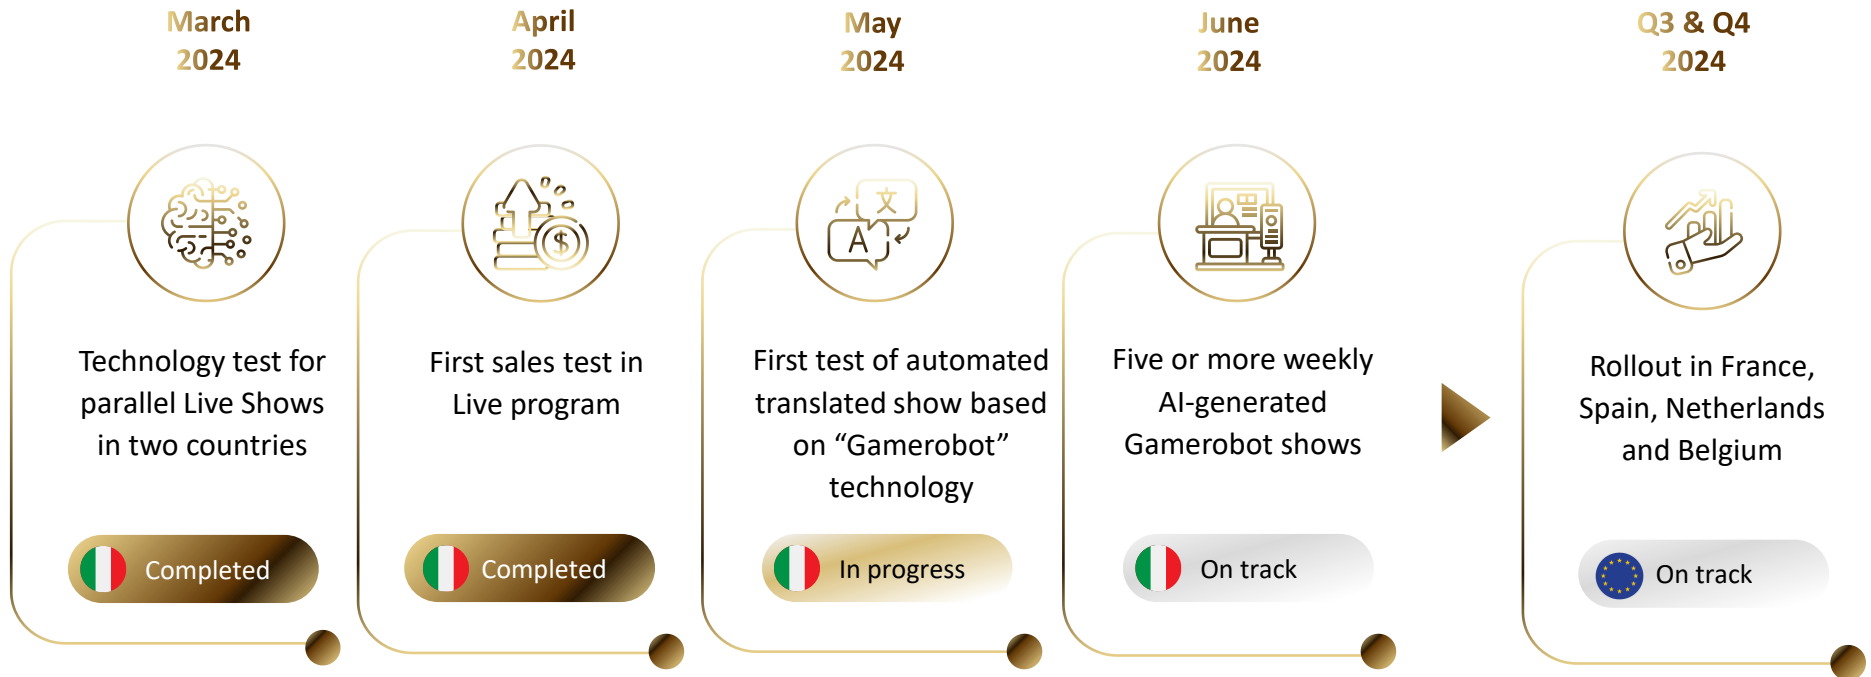 March
2024
April
2024
May
2024
June
2024
Q3 & Q4
2024
$
文
A
Technology test for
parallel Live Shows
in two countries
Completed
First sales test in
Live program
Completed
First test of automated
translated show based
on “Gamerobot”
technology
In progress
Five or more weekly
AI-generated
Gamerobot shows
On track
Rollout in France,
Spain, Netherlands
and Belgium
On track